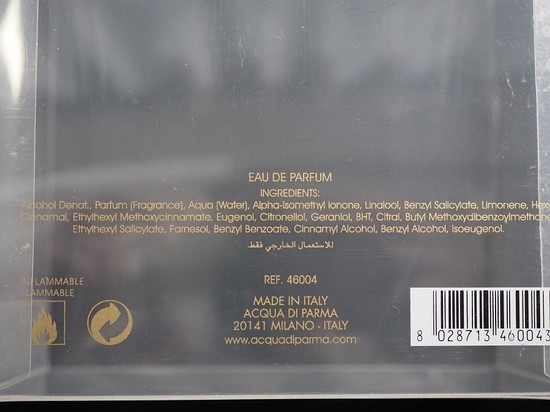 EAU DE PARFUM
INGREDIENTS:
Alcohol Denat., Parfum (Fragrance), Aqua (Water), Alpha-isomethyl Ionone, Linalool, Benzyl Salicylate, Limonene,
Cinnamal, Ethylhexyl Methoxycinnamate, Eugenol, Citronellol, Geraniol, BHT, Citral, Butyl Methoxydibenzoylmethane
Ethylhexyl Salicylate, Farnesol, Benzyl Benzoate, Cinnamyl Alcohol, Benzyl Alcohol, Isoeugenol.
للاستعمال الخارجي فقط.
INFLAMMABLE
FLAMMABLE
REF. 46004
MADE IN ITALY
ACQUA DI PARMA
20141 MILANO - ITALY
www.acquadiparma.com
8 028713 460043